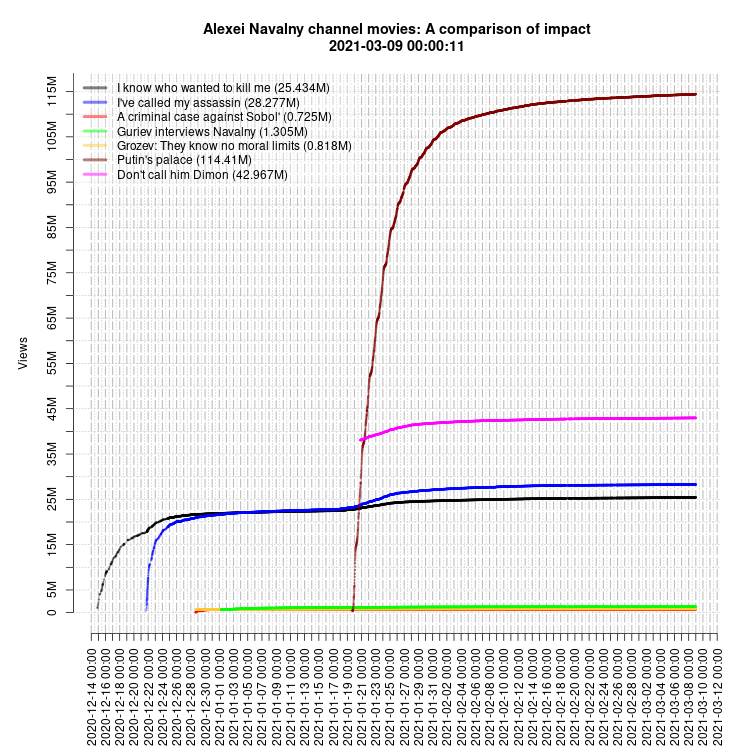 Alexei Navalny channel movies: A comparison of impact
2021-03-09 00:00:11
I know who wanted to kill me (25.434M)
I've called my assassin (28.277M)
A criminal case against Sobol' (0.725M)
Guriev interviews Navalny (1.305M)
Grozev: They know no moral limits (0.818M)
Putin's palace (114.41M)
Don't call him Dimon (42.967M)
Views
115M
105M
95M
85M
75M
65M
55M
45M
35M
25M
15M
5M
0
2020-12-14 00:00
2020-12-16 00:00
2020-12-18 00:00
2020-12-20 00:00
2020-12-22 00:00
2020-12-24 00:00
2020-12-26 00:00
2020-12-28 00:00
2020-12-30 00:00
2021-01-01 00:00
2021-01-03 00:00
2021-01-05 00:00
2021-01-07 00:00
2021-01-09 00:00
2021-01-11 00:00
2021-01-13 00:00
2021-01-15 00:00
2021-01-17 00:00
2021-01-19 00:00
2021-01-21 00:00
2021-01-23 00:00
2021-01-25 00:00
2021-01-27 00:00
2021-01-29 00:00
2021-01-31 00:00
2021-02-02 00:00
2021-02-04 00:00
2021-02-06 00:00
2021-02-08 00:00
2021-02-10 00:00
2021-02-12 00:00
2021-02-14 00:00
2021-02-16 00:00
2021-02-18 00:00
2021-02-20 00:00
2021-02-22 00:00
2021-02-24 00:00
2021-02-26 00:00
2021-02-28 00:00
2021-03-02 00:00
2021-03-04 00:00
2021-03-06 00:00
2021-03-08 00:00
2021-03-10 00:00
2021-03-12 00:00